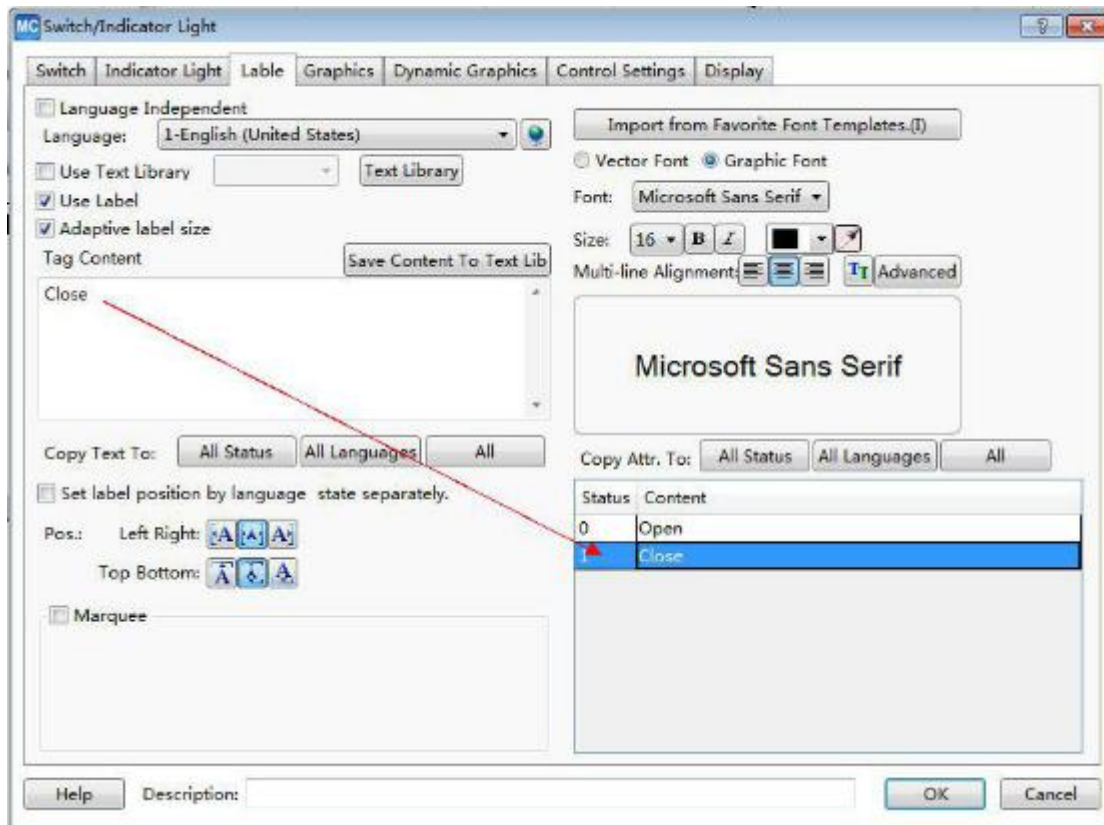 MC Switch/Indicator Light
Switch Indicator Light Lable Graphics Dynamic Graphics Control Settings Display
Language Independent
Language: 1-English (United States)
Use Text Library Text Library
Use Label
Adaptive label size
Tag Content Save Content To Text Lib
Close
Copy Text To: All Status All Languages All
Set label position by language state separately.
Pos.: Left Right: A A A
Top Bottom: A A A
Marquee
Import from Favorite Font Templates.(I)
Vector Font Graphic Font
Font: Microsoft Sans Serif
Size: 16 B I
Multi-line Alignment: TI Advanced
Microsoft Sans Serif
Copy Attr. To: All Status All Languages All
Status Content
0 Open
1 Close
Help Description: OK Cancel